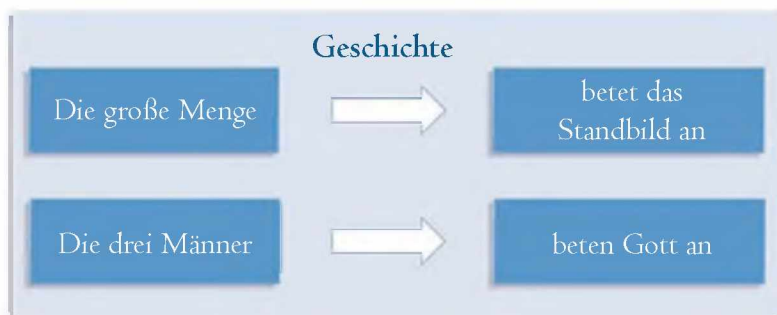 Geschichte
Die große Menge
betet das
Standbild an
Die drei Männer
beten Gott an